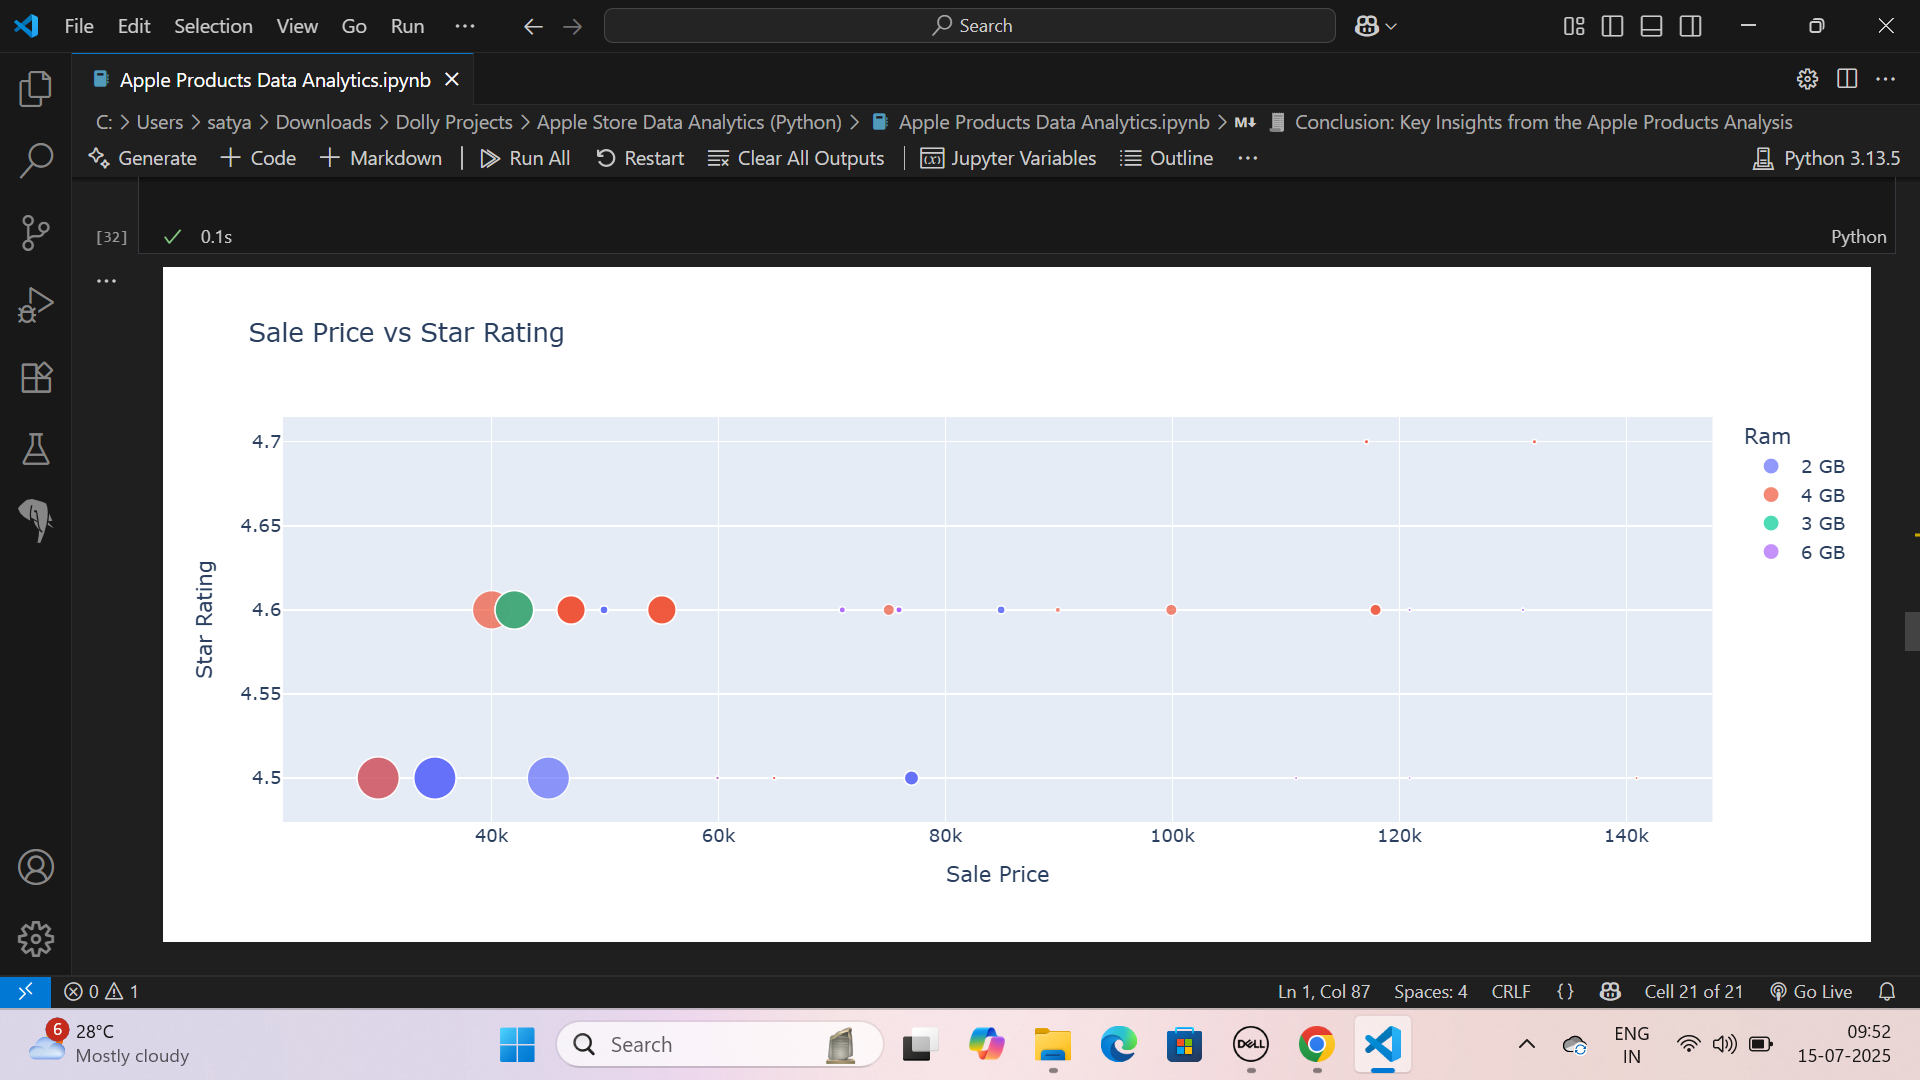 File Edit Selection View Go Run ··· Search
Apple Products Data Analytics.ipynb
C: > Users > satya > Downloads > Dolly Projects > Apple Store Data Analytics (Python) > Apple Products Data Analytics.ipynb > M↓ Conclusion: Key Insights from the Apple Products Analysis
Generate + Code + Markdown | Run All Restart Clear All Outputs | Jupyter Variables Outline ··· Python 3.13.5
[32] ✓ 0.1s Python
Sale Price vs Star Rating
Ram
2 GB
4 GB
3 GB
6 GB
Star Rating
4.7
4.65
4.6
4.55
4.5
40k 60k 80k 100k 120k 140k
Sale Price
0 1 Ln 1, Col 87 Spaces: 4 CRLF {} Cell 21 of 21 Go Live
6 28°C
Mostly cloudy
Search
DELL
ENG
IN
09:52
15-07-2025